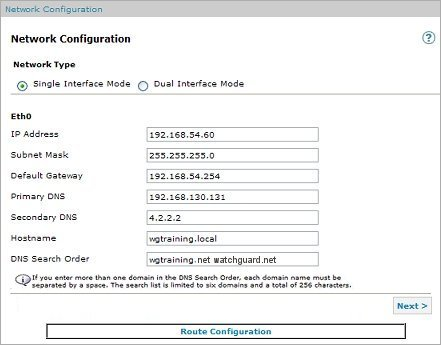 Network Configuration
Network Configuration
Network Type
Single Interface Mode Dual Interface Mode
Eth0
IP Address 192.168.54.60
Subnet Mask 255.255.255.0
Default Gateway 192.168.54.254
Primary DNS 192.168.130.131
Secondary DNS 4.2.2.2
Hostname wgtraining.local
DNS Search Order wgtraining.net watchguard.net
If you enter more than one domain in the DNS Search Order, each domain name must be
separated by a space. The search list is limited to six domains and a total of 256 characters.
Next >
Route Configuration